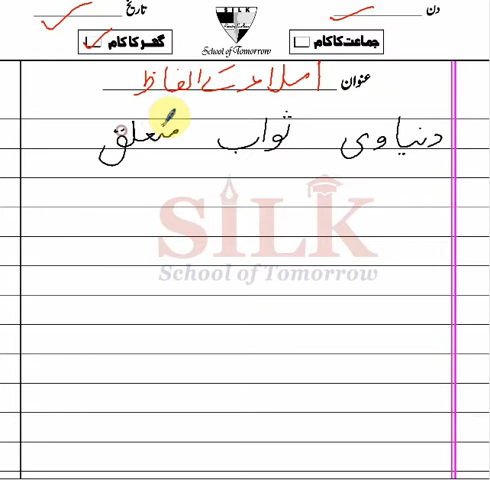 دن تاریخ
SILK
School of Tomorrow
جماعت کا کام گھر کا کام
عنوان املا کے الفاظ
دنیاوی ثواب متعلق
SiLK
School of Tomorrow